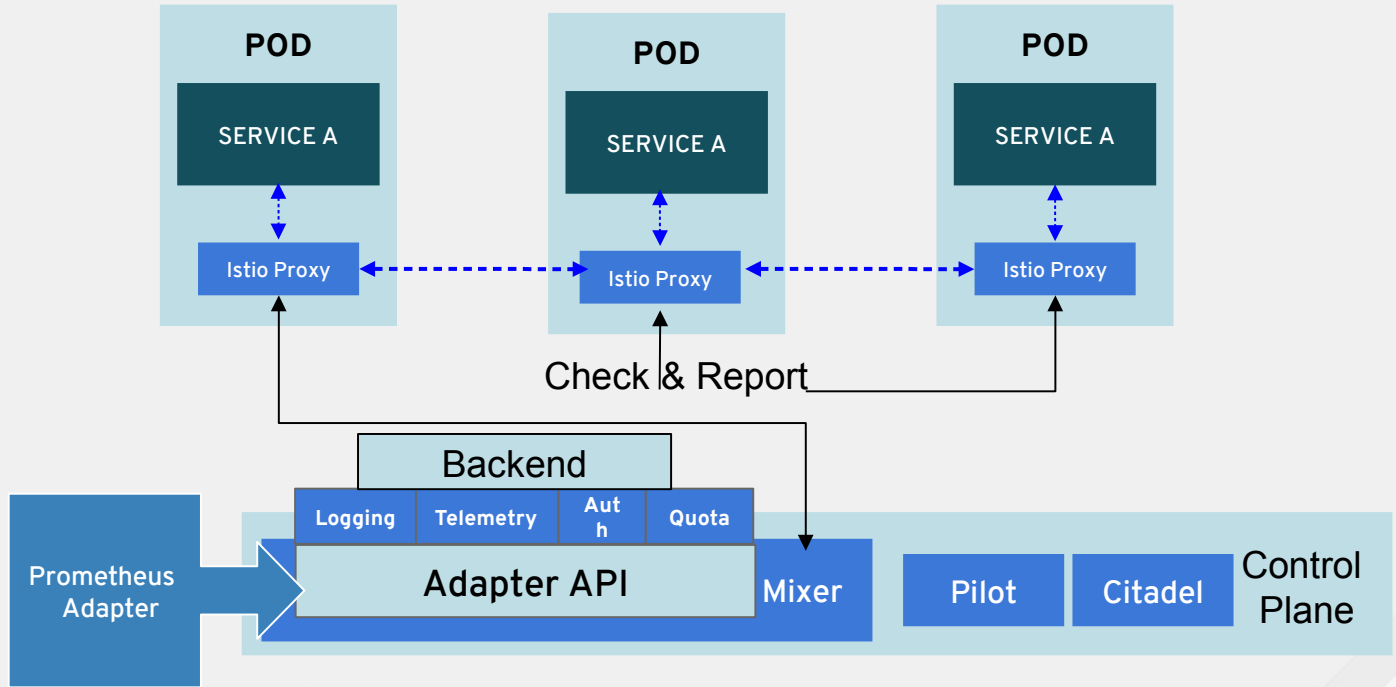 POD
POD
POD
SERVICE A
SERVICE A
SERVICE A
Istio Proxy
Istio Proxy
Istio Proxy
Check & Report
Backend
Logging
Telemetry
Aut
h
Quota
Prometheus
Adapter
Adapter API
Mixer
Pilot
Citadel
Control
Plane